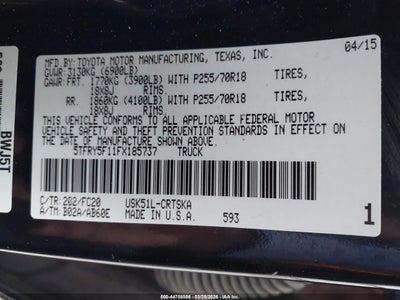 MFD.BY: TOYOTA MOTOR MANUFACTURING, TEXAS, INC.
04/15
GVWR: 3130KG (6900LB)
GAWR: FRT. 1770KG (3900LB) WITH P255/70R18 TIRES,
18X8J RIMS.
RR. 1860KG (4100LB) WITH P255/70R18 TIRES,
18X8J RIMS.
THIS VEHICLE CONFORMS TO ALL APPLICABLE FEDERAL MOTOR
VEHICLE SAFETY AND THEFT PREVENTION STANDARDS IN EFFECT ON
THE DATE OF MANUFACTURE SHOWN ABOVE.
5TFRY5F11FX185737 TRUCK
C/TR: 202/FC20 USK51L-CRTSKA
A/TM: B02A/AB60E MADE IN U.S.A. 593
1
BWJ5T